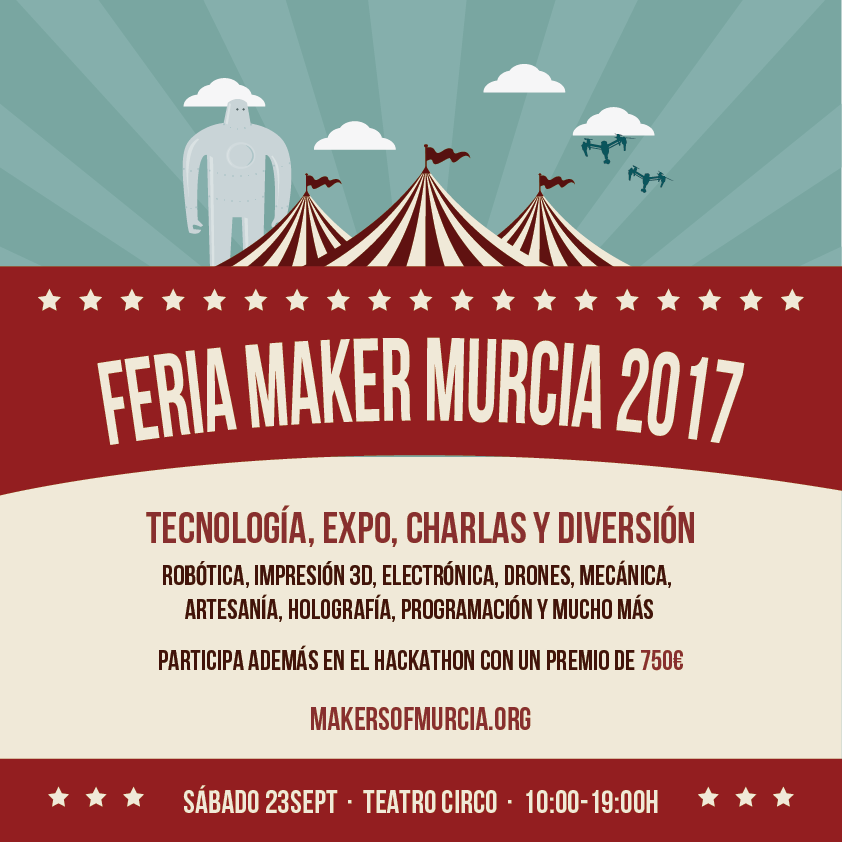 FERIA MAKER MURCIA 2017
TECNOLOGÍA, EXPO, CHARLAS Y DIVERSIÓN
ROBÓTICA, IMPRESIÓN 3D, ELECTRÓNICA, DRONES, MECÁNICA,
ARTESANÍA, HOLOGRAFÍA, PROGRAMACIÓN Y MUCHO MÁS
PARTICIPA ADEMÁS EN EL HACKATHON CON UN PREMIO DE 750€
MAKERSOFMURCIA.ORG
SÁBADO 23SEPT · TEATRO CIRCO · 10:00-19:00H